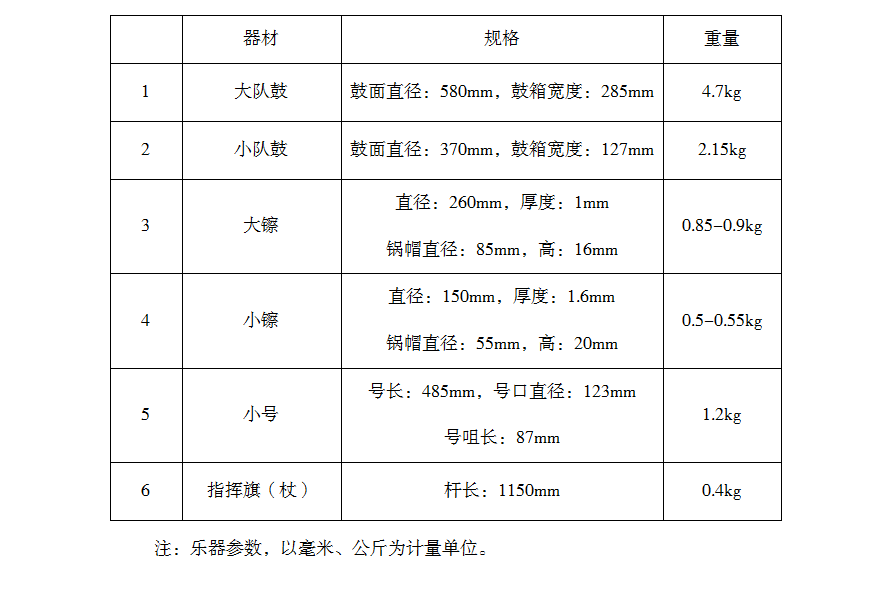 器材 规格 重量
1 大队鼓 鼓面直径：580mm，鼓箱宽度：285mm 4.7kg
2 小队鼓 鼓面直径：370mm，鼓箱宽度：127mm 2.15kg
3 大镲 直径：260mm，厚度：1mm 0.85–0.9kg
锅帽直径：85mm，高：16mm
4 小镲 直径：150mm，厚度：1.6mm 0.5–0.55kg
锅帽直径：55mm，高：20mm
5 小号 号长：485mm，号口直径：123mm 1.2kg
号咀长：87mm
6 指挥旗（杖） 杆长：1150mm 0.4kg
注：乐器参数，以毫米、公斤为计量单位。